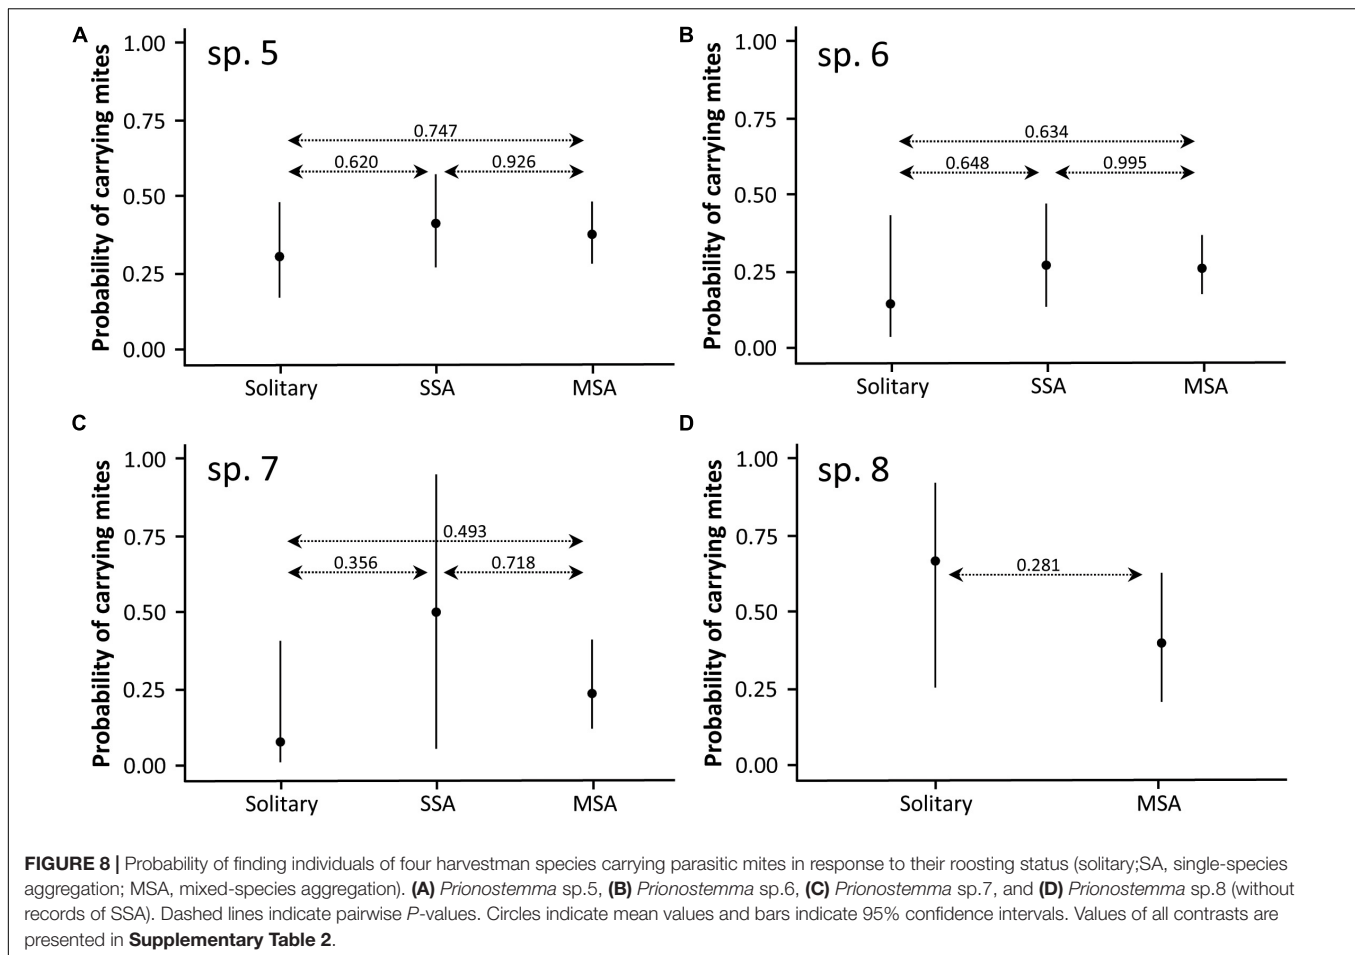 A
B
sp. 5
sp. 6
Probability of carrying mites
1.00
0.75
0.50
0.25
0.00
0.747
0.620
0.926
Solitary
SSA
MSA
Probability of carrying mites
1.00
0.75
0.50
0.25
0.00
0.634
0.648
0.995
Solitary
SSA
MSA
C
D
sp. 7
sp. 8
Probability of carrying mites
1.00
0.75
0.50
0.25
0.00
0.493
0.356
0.718
Solitary
SSA
MSA
Probability of carrying mites
1.00
0.75
0.50
0.25
0.00
0.281
Solitary
MSA
FIGURE 8 | Probability of finding individuals of four harvestman species carrying parasitic mites in response to their roosting status (solitary;SA, single-species
aggregation; MSA, mixed-species aggregation). (A) Prionostemma sp.5, (B) Prionostemma sp.6, (C) Prionostemma sp.7, and (D) Prionostemma sp.8 (without
records of SSA). Dashed lines indicate pairwise P-values. Circles indicate mean values and bars indicate 95% confidence intervals. Values of all contrasts are
presented in Supplementary Table 2.